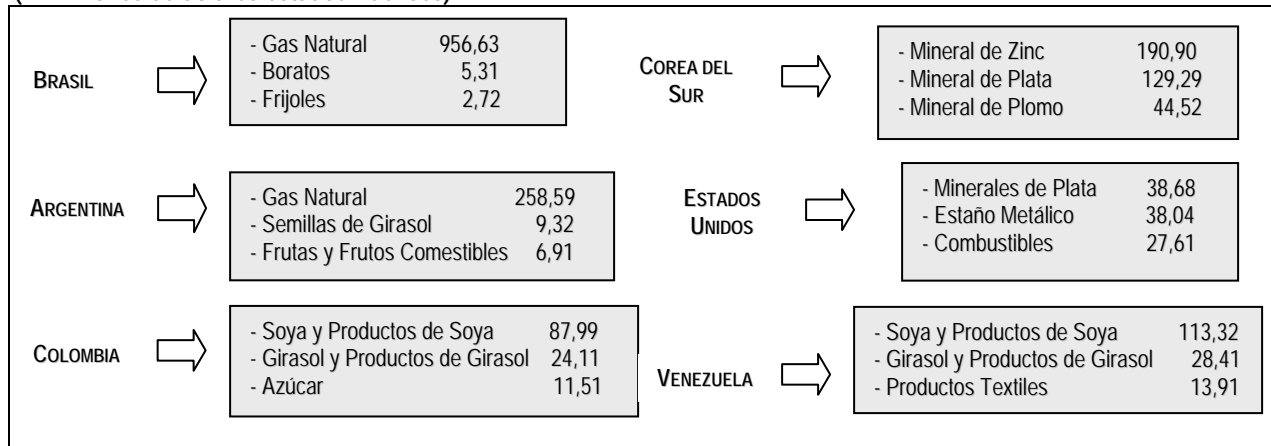 BRASIL
- Gas Natural 956,63
- Boratos 5,31
- Frijoles 2,72
COREA DEL
SUR
- Mineral de Zinc 190,90
- Mineral de Plata 129,29
- Mineral de Plomo 44,52
ARGENTINA
- Gas Natural 258,59
- Semillas de Girasol 9,32
- Frutas y Frutos Comestibles 6,91
ESTADOS
UNIDOS
- Minerales de Plata 38,68
- Estaño Metálico 38,04
- Combustibles 27,61
COLOMBIA
- Soya y Productos de Soya 87,99
- Girasol y Productos de Girasol 24,11
- Azúcar 11,51
VENEZUELA
- Soya y Productos de Soya 113,32
- Girasol y Productos de Girasol 28,41
- Productos Textiles 13,91